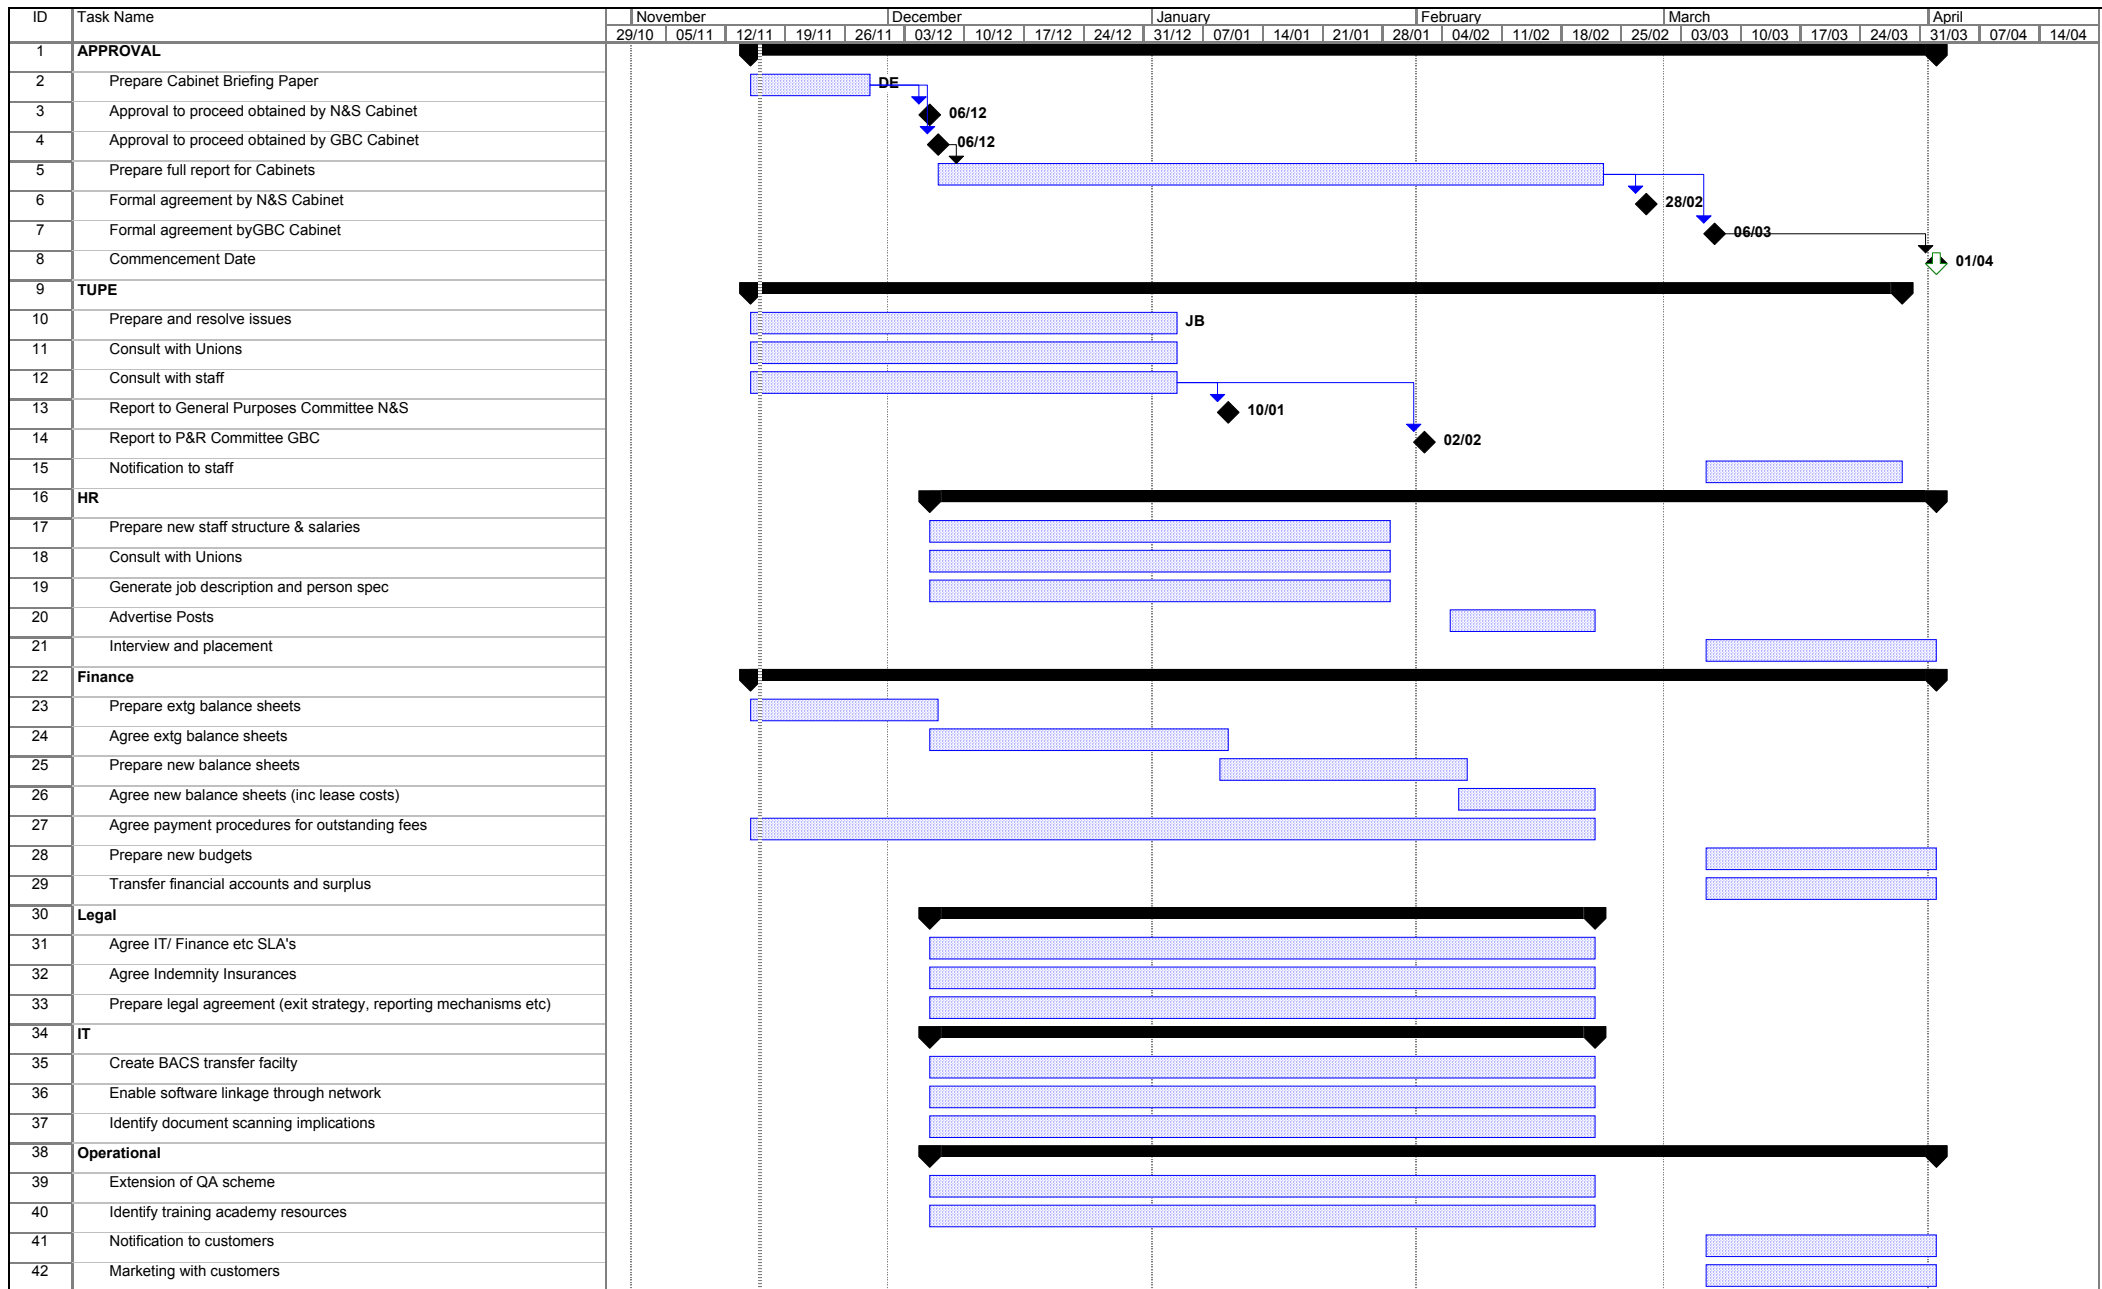 ID Task Name November December January February March April
29/10 05/11 12/11 19/11 26/11 03/12 10/12 17/12 24/12 31/12 07/01 14/01 21/01 28/01 04/02 11/02 18/02 25/02 03/03 10/03 17/03 24/03 31/03 07/04 14/04
1 APPROVAL
2 Prepare Cabinet Briefing Paper DE
3 Approval to proceed obtained by N&S Cabinet 06/12
4 Approval to proceed obtained by GBC Cabinet 06/12
5 Prepare full report for Cabinets
6 Formal agreement by N&S Cabinet 28/02
7 Formal agreement byGBC Cabinet 06/03
8 Commencement Date 01/04
9 TUPE
10 Prepare and resolve issues JB
11 Consult with Unions
12 Consult with staff
13 Report to General Purposes Committee N&S 10/01
14 Report to P&R Committee GBC 02/02
15 Notification to staff
16 HR
17 Prepare new staff structure & salaries
18 Consult with Unions
19 Generate job description and person spec
20 Advertise Posts
21 Interview and placement
22 Finance
23 Prepare extg balance sheets
24 Agree extg balance sheets
25 Prepare new balance sheets
26 Agree new balance sheets (inc lease costs)
27 Agree payment procedures for outstanding fees
28 Prepare new budgets
29 Transfer financial accounts and surplus
30 Legal
31 Agree IT/ Finance etc SLA's
32 Agree Indemnity Insurances
33 Prepare legal agreement (exit strategy, reporting mechanisms etc)
34 IT
35 Create BACS transfer facilty
36 Enable software linkage through network
37 Identify document scanning implications
38 Operational
39 Extension of QA scheme
40 Identify training academy resources
41 Notification to customers
42 Marketing with customers